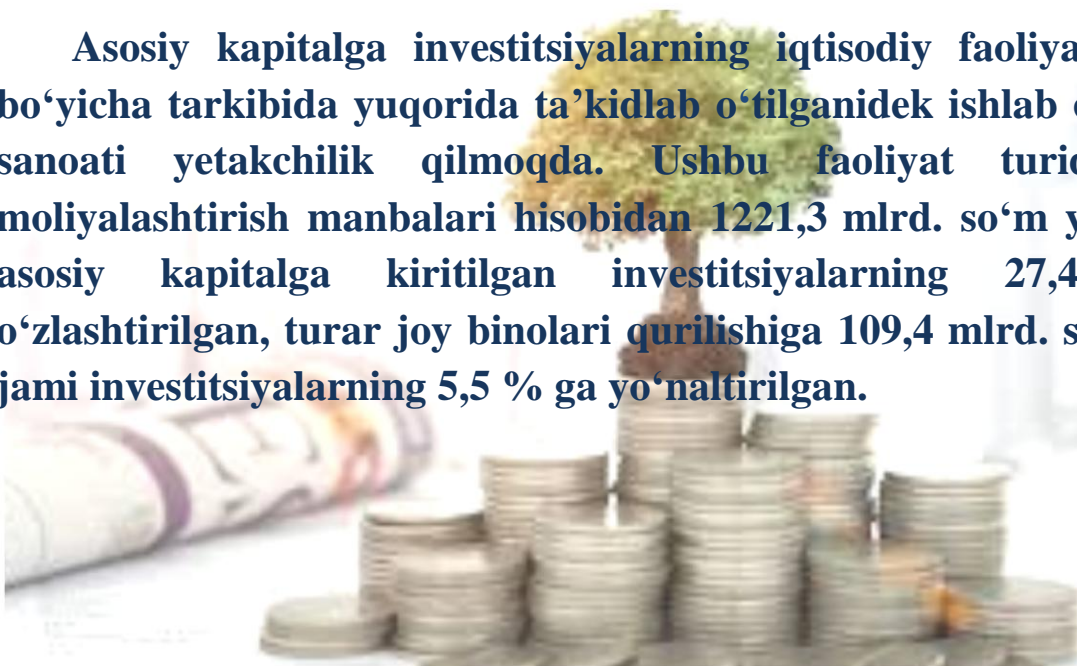 Asosiy kapitalga investitsiyalarning iqtisodiy faoliya
bo‘yicha tarkibida yuqorida ta’kidlab o‘tilganidek ishlab
sanoati yetakchilik qilmoqda. Ushbu faoliyat turid
moliyalashtirish manbalari hisobidan 1221,3 mlrd. so‘m y
asosiy kapitalga kiritilgan investitsiyalarning 27,4
o‘zlashtirilgan, turar joy binolari qurilishiga 109,4 mlrd. s
jami investitsiyalarning 5,5 % ga yo‘naltirilgan.